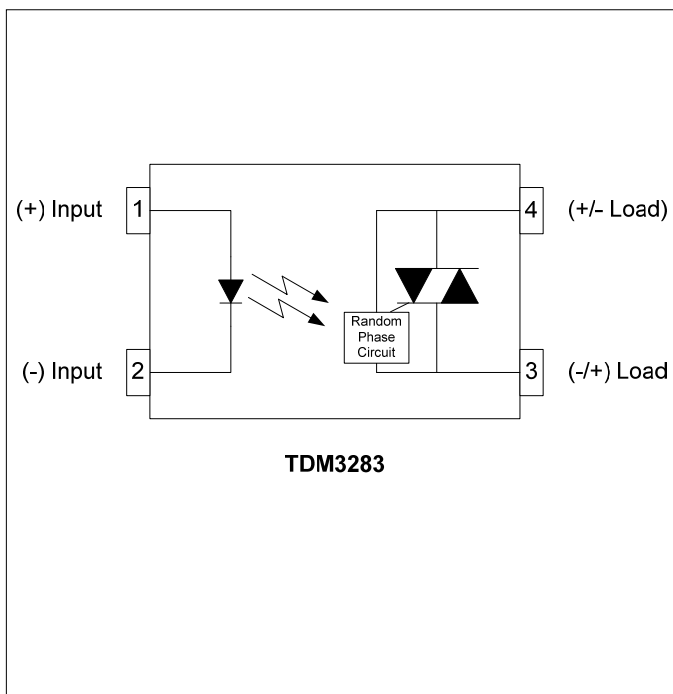 (+) Input 1 4 (+/- Load)
Random
Phase
Circuit
(-) Input 2 3 (-/+) Load
TDM3283